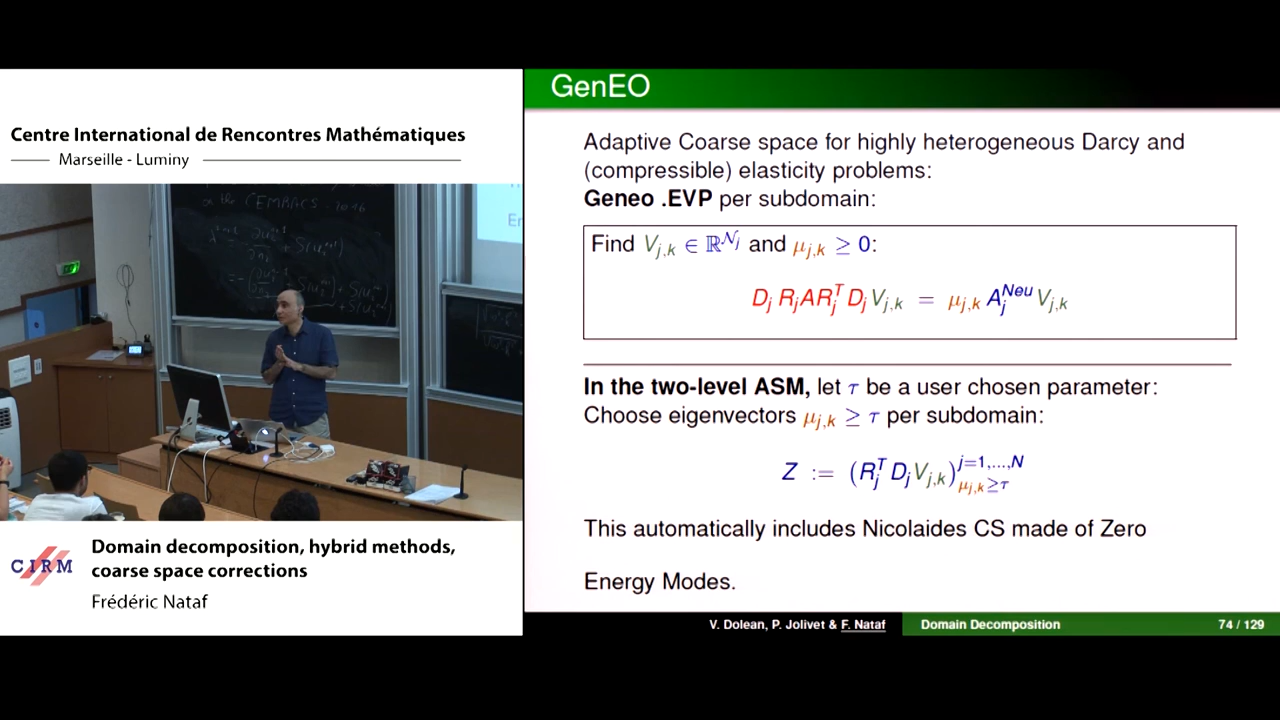 Centre International de Rencontres Mathématiques
Marseille - Luminy
on the CEMRACS - 2016
CIRM
Domain decomposition, hybrid methods,
coarse space corrections
Frédéric Nataf
GenEO
Adaptive Coarse space for highly heterogeneous Darcy and
(compressible) elasticity problems:
Geneo .EVP per subdomain:
Find V_{j,k} ∈ ℝ^{𝒩_j} and μ_{j,k} ≥ 0:
D_j R_j A R_j^T D_j V_{j,k} = μ_{j,k} A_j^{Neu} V_{j,k}
In the two-level ASM, let τ be a user chosen parameter:
Choose eigenvectors μ_{j,k} ≥ τ per subdomain:
Z := (R_j^T D_j V_{j,k})_{μ_{j,k}≥τ}^{j=1,...,N}
This automatically includes Nicolaides CS made of Zero
Energy Modes.
V. Dolean, P. Jolivet & F. Nataf
Domain Decomposition
74 / 129